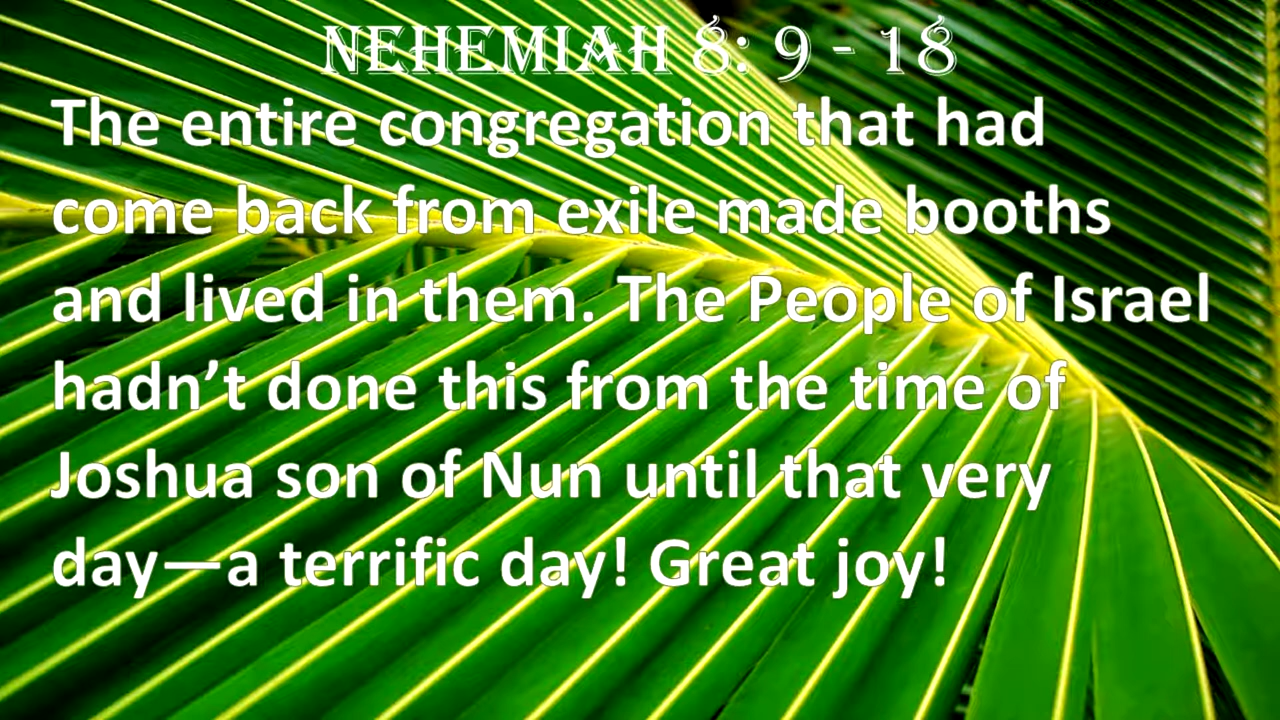 NEHEMIAH 8: 9 - 18
The entire congregation that had
come back from exile made booths
and lived in them. The People of Israel
hadn’t done this from the time of
Joshua son of Nun until that very
day—a terrific day! Great joy!